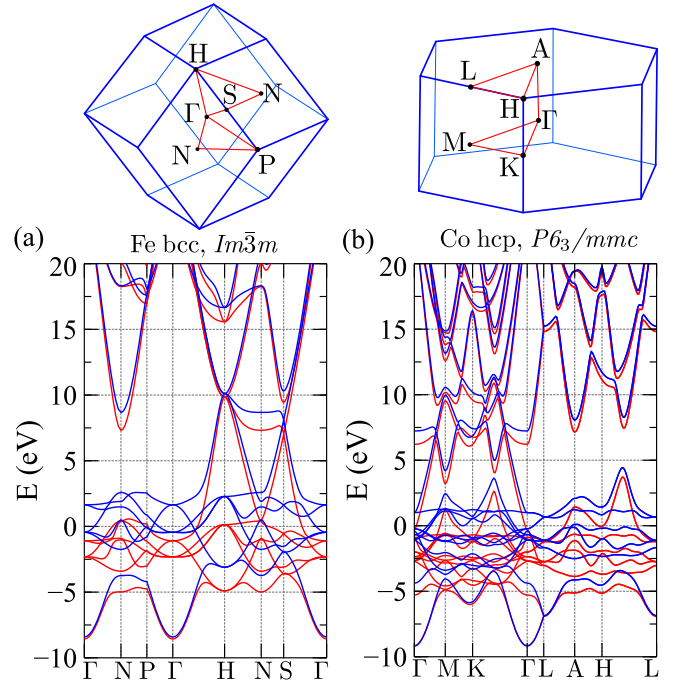 H
S
N
Γ
N
P
A
L
H
Γ
M
K
(a)
Fe bcc, Im3̄m
(b)
Co hcp, P6₃/mmc
E (eV)
20
15
10
5
0
−5
−10
Γ N P Γ H N S Γ
E (eV)
20
15
10
5
0
−5
−10
Γ M K Γ L A H L